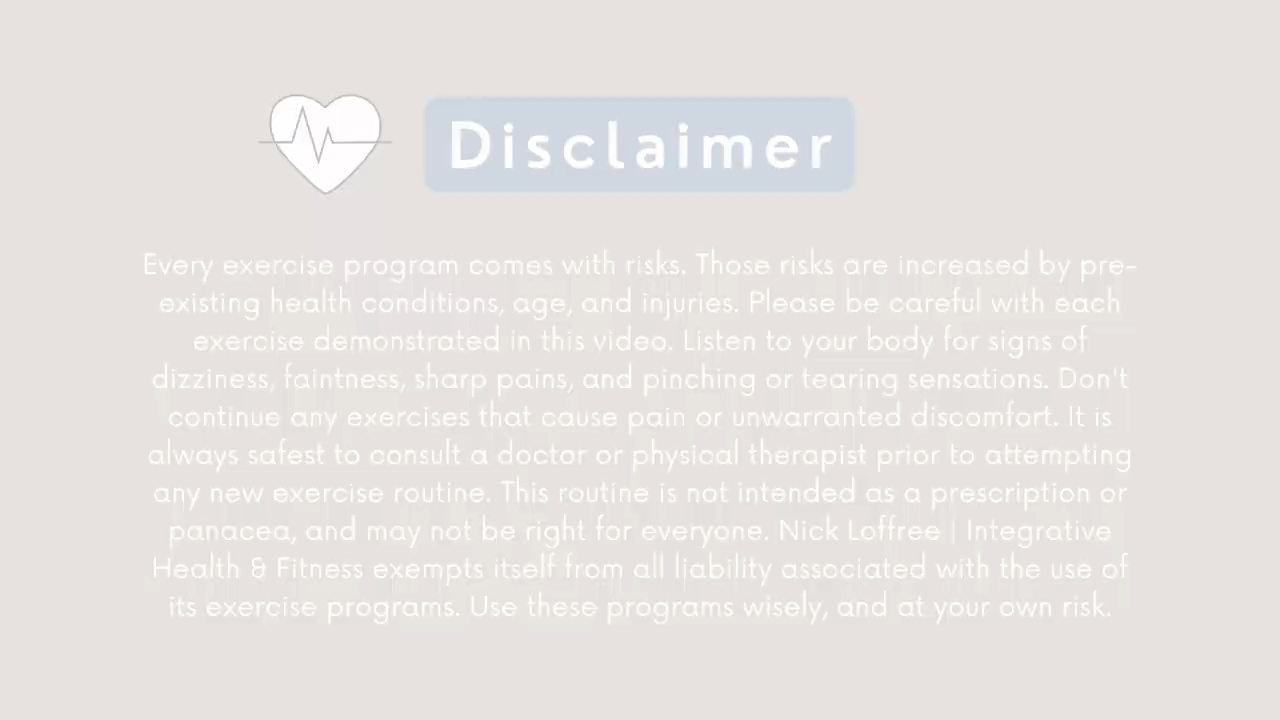 Disclaimer
Every exercise program comes with risks. Those risks are increased by pre-
existing health conditions, age, and injuries. Please be careful with each
exercise demonstrated in this video. Listen to your body for signs of
dizziness, faintness, sharp pains, and pinching or tearing sensations. Don't
continue any exercises that cause pain or unwarranted discomfort. It is
always safest to consult a doctor or physical therapist prior to attempting
any new exercise routine. This routine is not intended as a prescription or
panacea, and may not be right for everyone. Nick Loffree | Integrative
Health & Fitness exempts itself from all liability associated with the use of
its exercise programs. Use these programs wisely, and at your own risk.